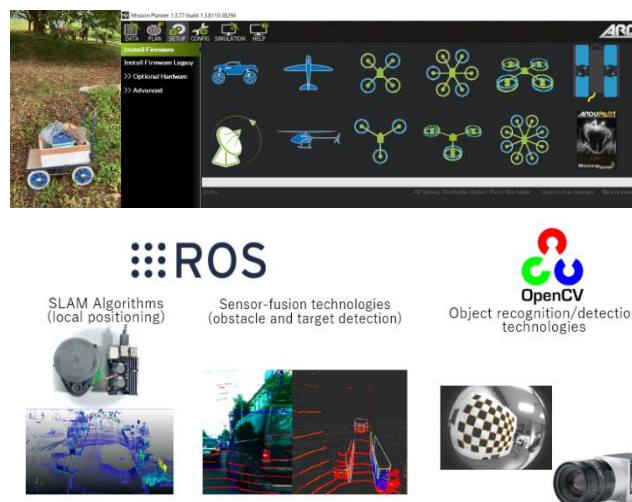 Mission Planner 1.3.77 build 1.3.8110.38294
DATA PLAN SETUP CONFIG SIMULATION HELP
ARDU
Install Firmware
Install Firmware Legacy
>> Optional Hardware
>> Advanced
ARDUPILOT
ROS
OpenCV
SLAM Algorithms
(local positioning)
Sensor-fusion technologies
(obstacle and target detection)
Object recognition/detection
technologies